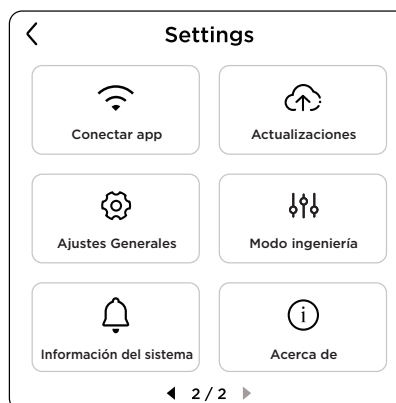 Settings
Conectar app
Actualizaciones
Ajustes Generales
Modo ingeniería
Información del sistema
Acerca de
2 / 2